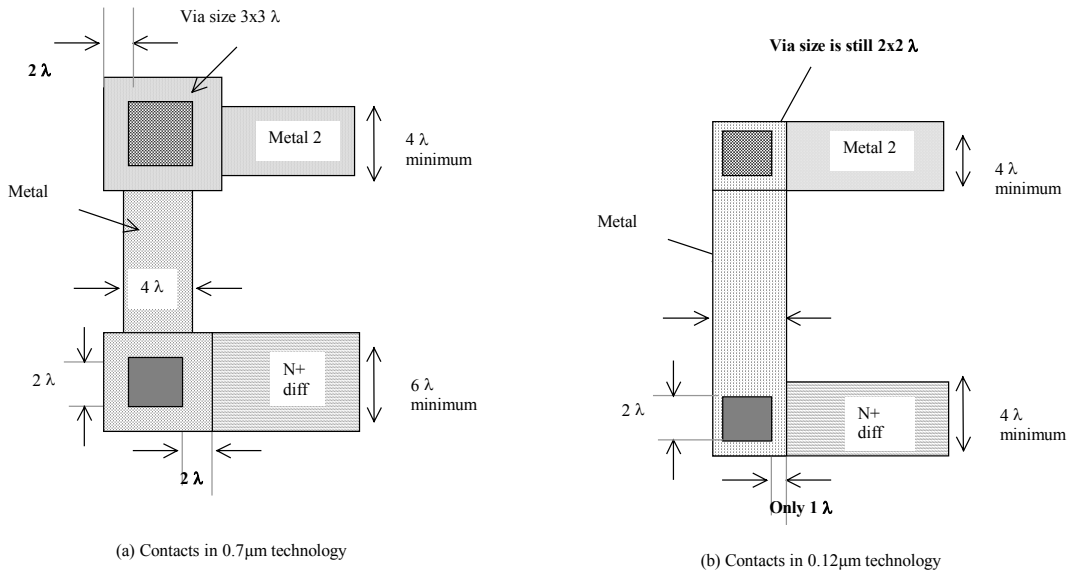 Via size 3x3 λ
2 λ
Metal 2
4 λ
minimum
Metal
4 λ
2 λ
N+
diff
6 λ
minimum
2 λ
(a) Contacts in 0.7µm technology
Via size is still 2x2 λ
Metal 2
4 λ
minimum
Metal
2 λ
N+
diff
4 λ
minimum
Only 1 λ
(b) Contacts in 0.12µm technology